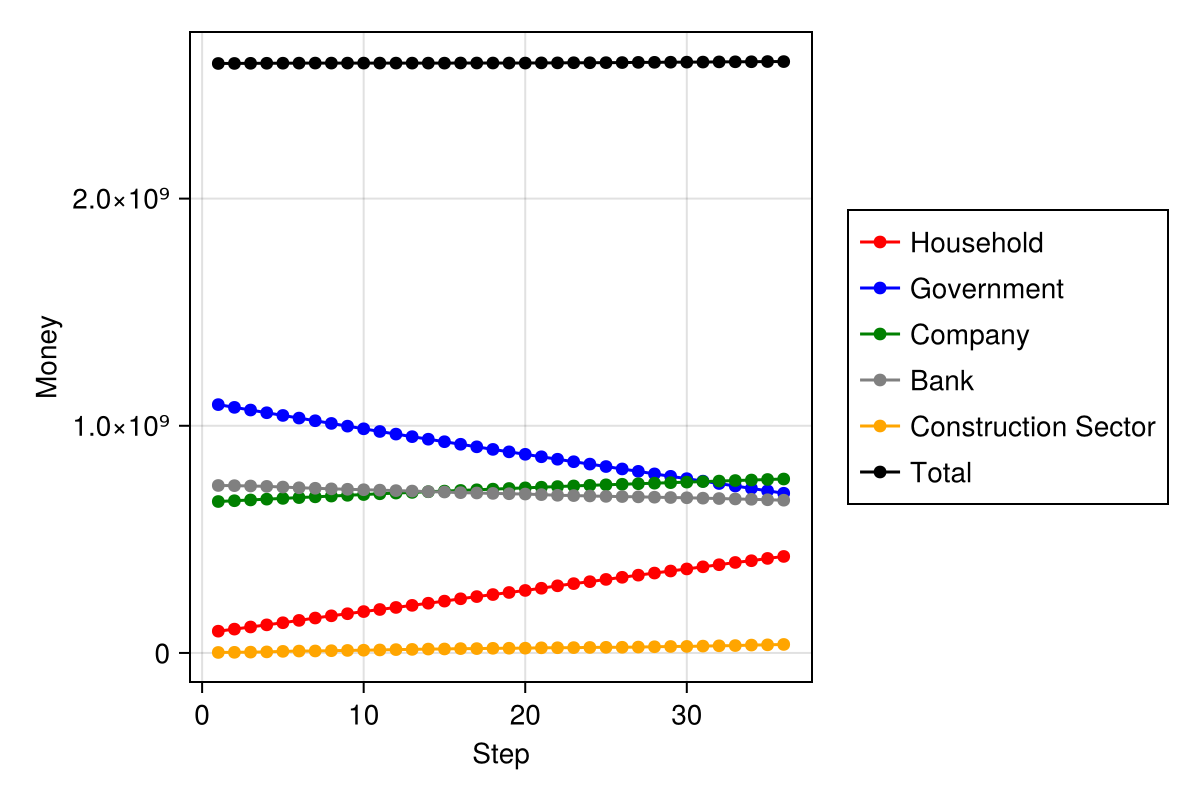 2.0×10⁹
1.0×10⁹
0
Money
0 10 20 30
Step
Household
Government
Company
Bank
Construction Sector
Total